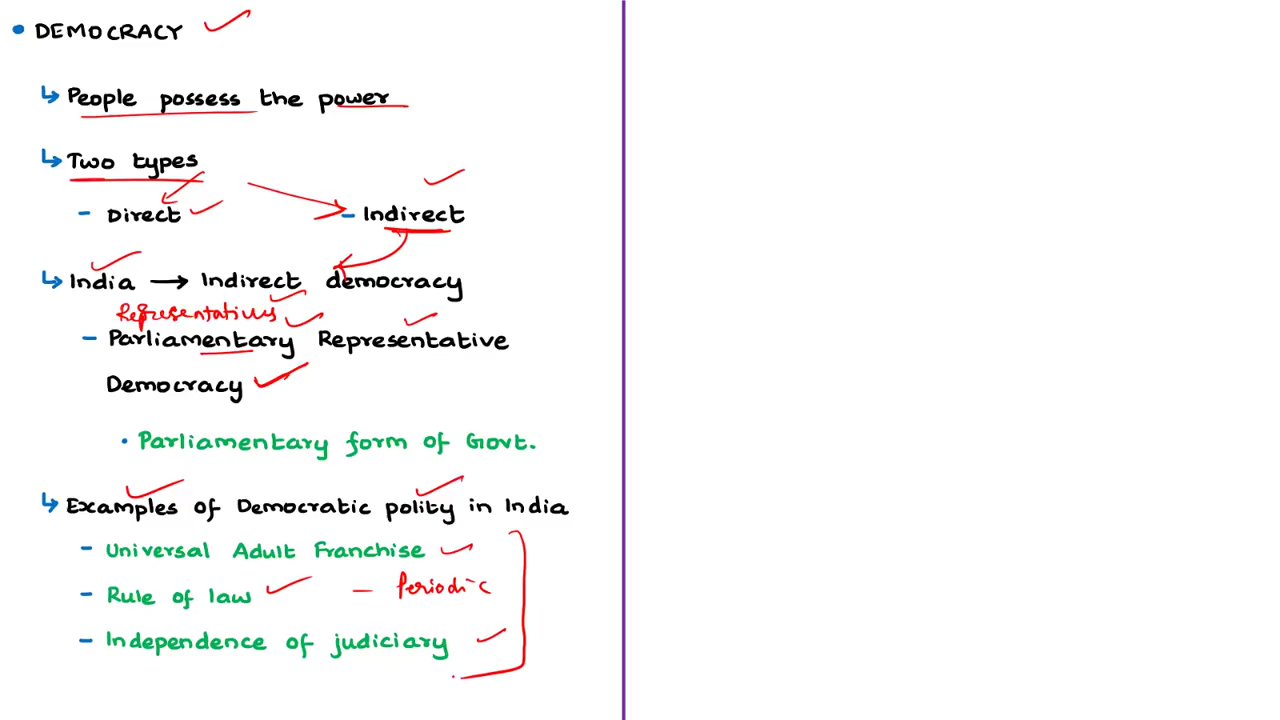 • DEMOCRACY
↳ People possess the power
↳ Two types
- Direct - Indirect
↳ India → Indirect democracy
Representatives
- Parliamentary Representative
Democracy
• Parliamentary form of Govt.
↳ Examples of Democratic polity in India
- Universal Adult Franchise
- Rule of law — Periodic
- Independence of judiciary